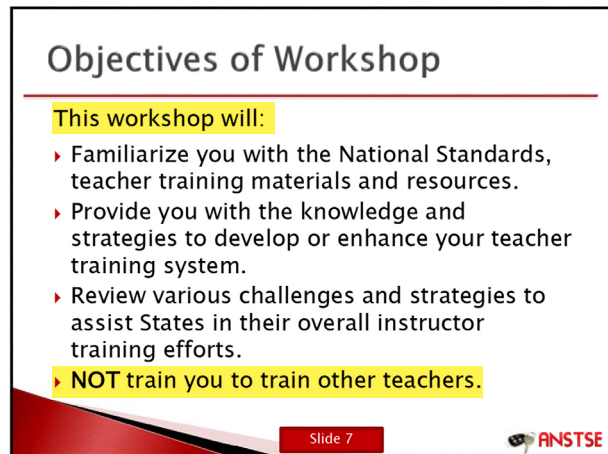 Objectives of Workshop
This workshop will:
Familiarize you with the National Standards,
teacher training materials and resources.
Provide you with the knowledge and
strategies to develop or enhance your teacher
training system.
Review various challenges and strategies to
assist States in their overall instructor
training efforts.
NOT train you to train other teachers.
Slide 7
ANSTSE